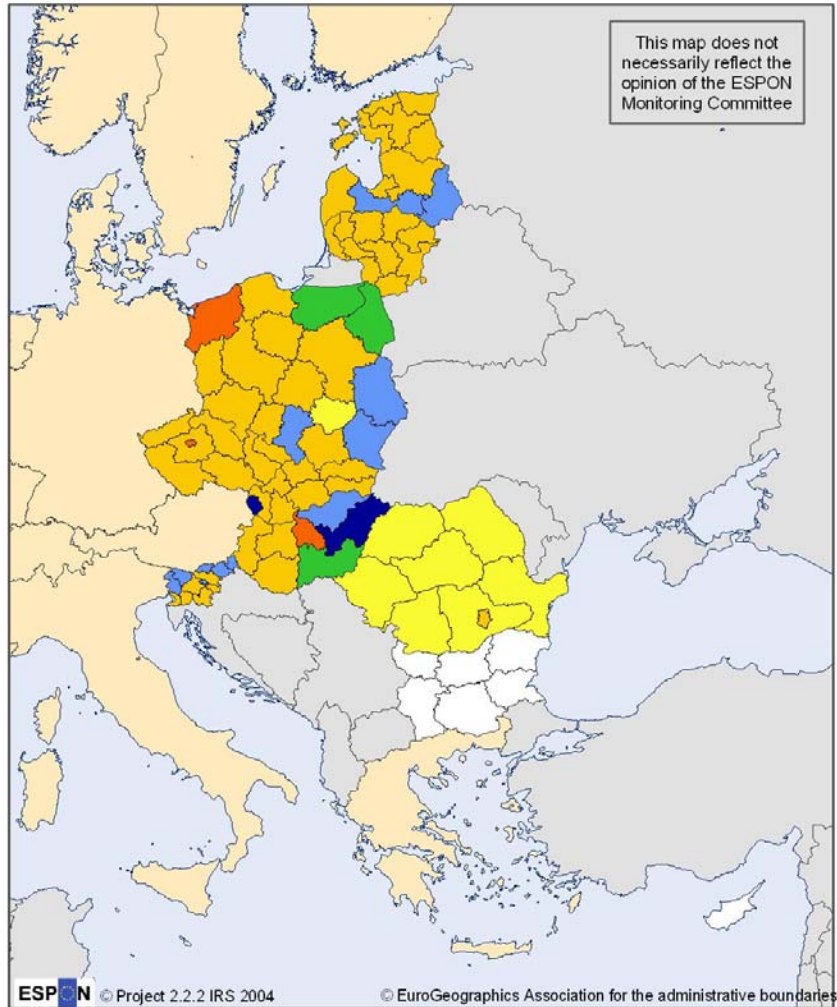 This map does not
necessarily reflect the
opinion of the ESPON
Monitoring Committee
ESPON © Project 2.2.2 IRS 2004
© EuroGeographics Association for the administrative boundaries